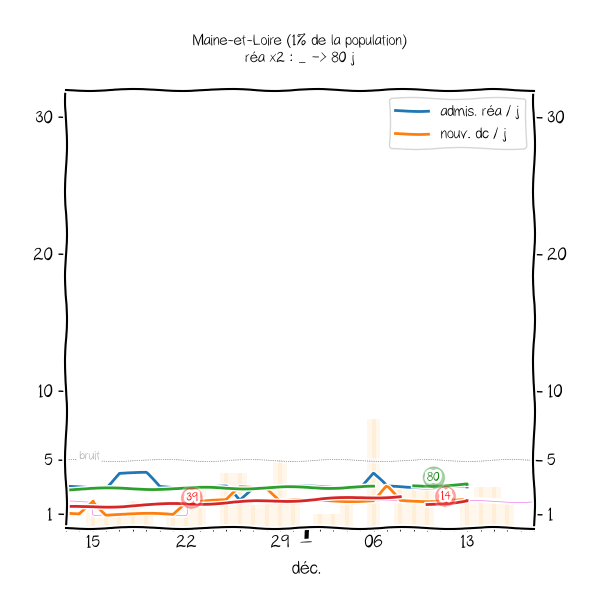 Maine-et-Loire (1% de la population)
réa x2 : _ -> 80 j
admis. réa / j
nouv. dc / j
30 30
20 20
10 10
bruit
5 5
80
39 14
1 1
15 22 29 06 13
déc.